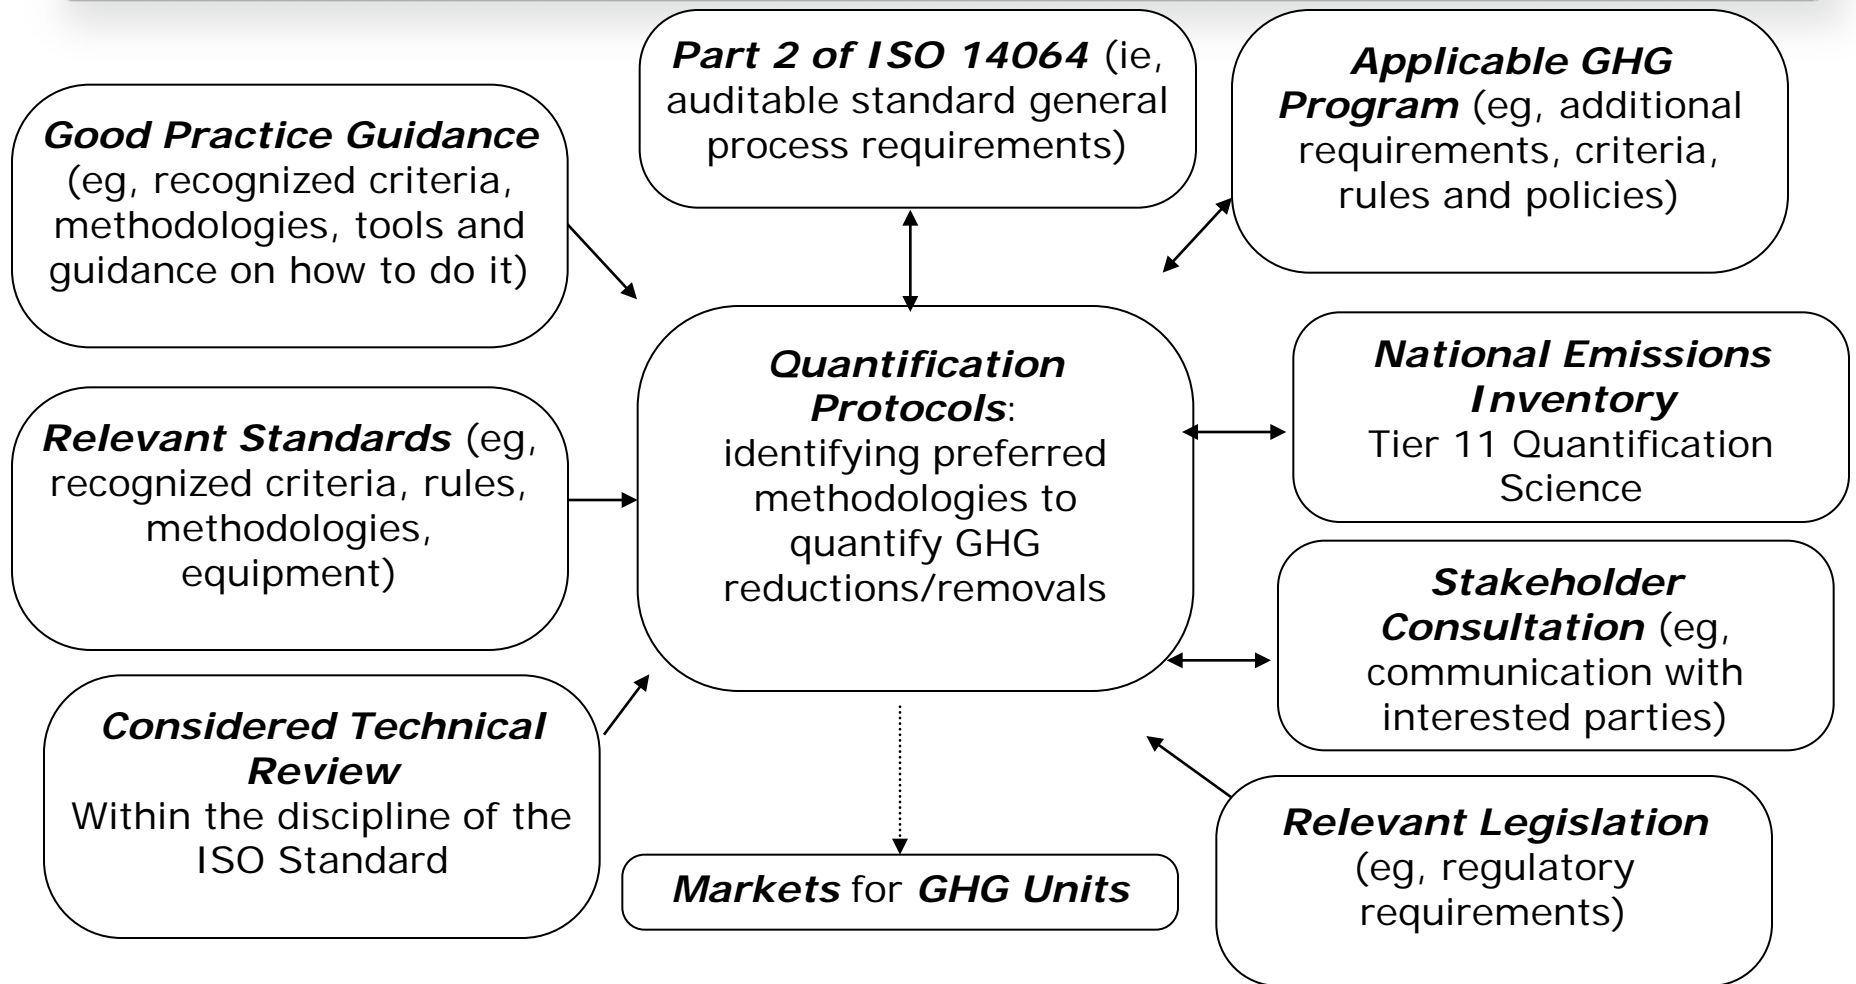 Part 2 of ISO 14064 (ie,
auditable standard general
process requirements)
Applicable GHG
Program (eg, additional
requirements, criteria,
rules and policies)
Good Practice Guidance
(eg, recognized criteria,
methodologies, tools and
guidance on how to do it)
Quantification
Protocols:
identifying preferred
methodologies to
quantify GHG
reductions/removals
National Emissions
Inventory
Tier 11 Quantification
Science
Relevant Standards (eg,
recognized criteria, rules,
methodologies,
equipment)
Stakeholder
Consultation (eg,
communication with
interested parties)
Considered Technical
Review
Within the discipline of the
ISO Standard
Markets for GHG Units
Relevant Legislation
(eg, regulatory
requirements)